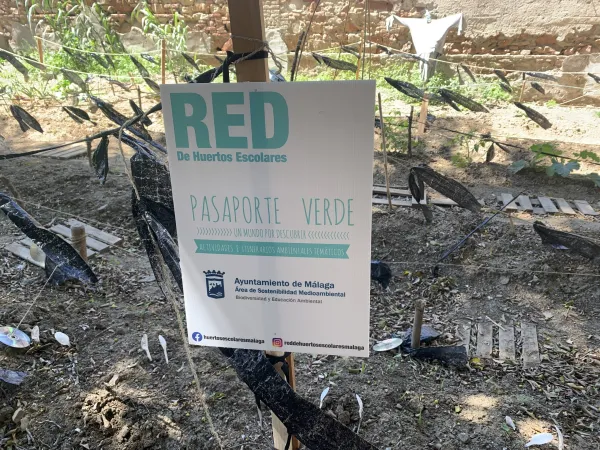 RED
De Huertos Escolares
PASAPORTE VERDE
UN MUNDO POR DESCUBRIR
ACTIVIDADES E ITINERARIOS AMBIENTALES TEMÁTICOS
Ayuntamiento de Málaga
Área de Sostenibilidad Medioambiental
Biodiversidad y Educación Ambiental
huertosescolaresmalaga
reddehuertosescolaresmalaga